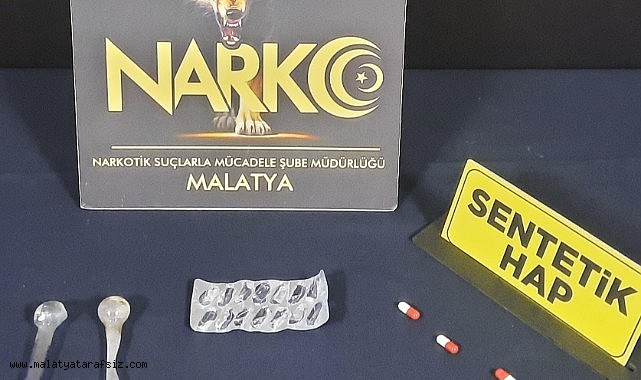 NARKO
NARKOTİK SUÇLARLA MÜCADELE ŞUBE MÜDÜRLÜĞÜ
MALATYA
SENTETİK
HAP
www.malatyatarafsiz.com